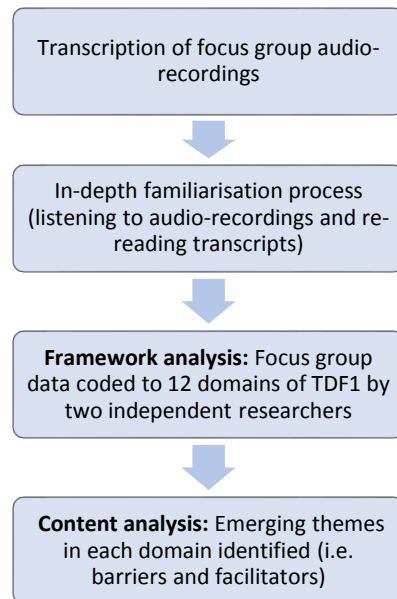 Transcription of focus group audio-
recordings
In-depth familiarisation process
(listening to audio-recordings and re-
reading transcripts)
Framework analysis: Focus group
data coded to 12 domains of TDF1 by
two independent researchers
Content analysis: Emerging themes
in each domain identified (i.e.
barriers and facilitators)